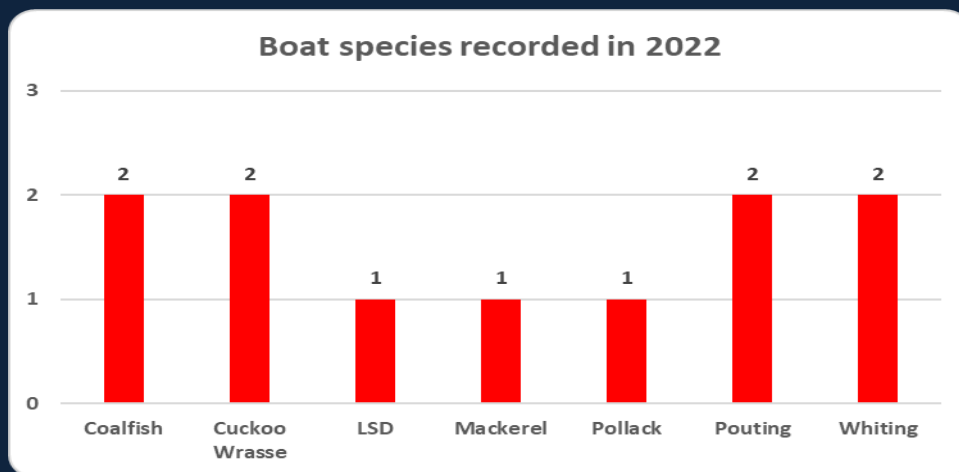 Boat species recorded in 2022
3
2
1
0
2
2
1
1
1
2
2
Coalfish
Cuckoo
Wrasse
LSD
Mackerel
Pollack
Pouting
Whiting